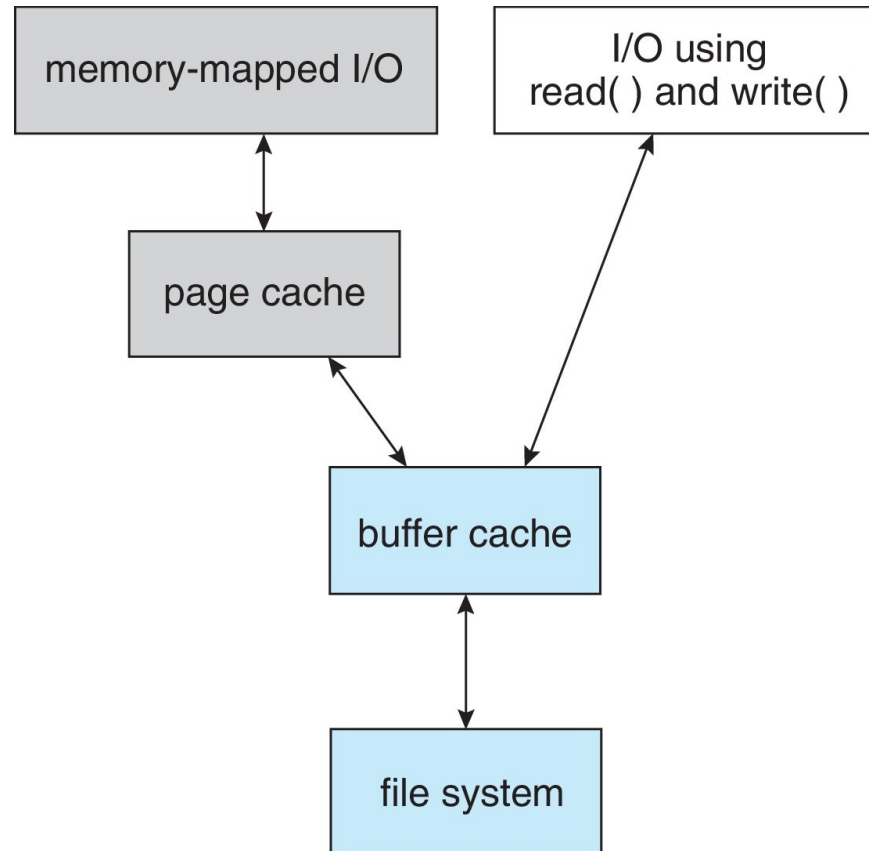 memory-mapped I/O
I/O using
read( ) and write( )
page cache
buffer cache
file system